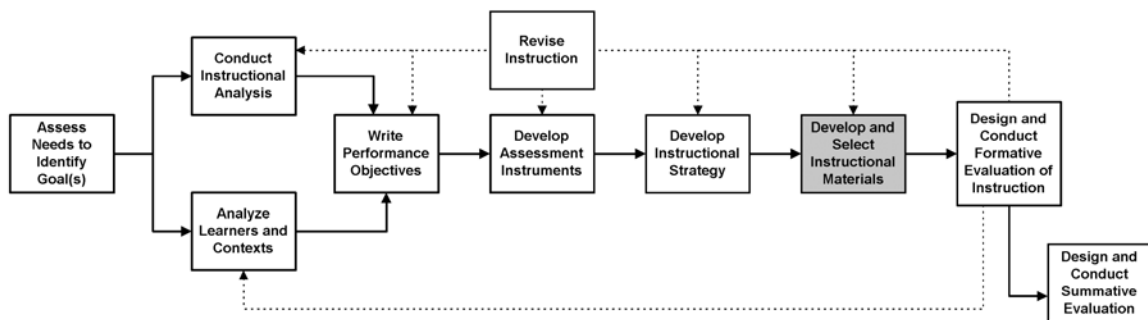 Revise
Instruction
Conduct
Instructional
Analysis
Assess
Needs to
Identify
Goal(s)
Write
Performance
Objectives
Develop
Assessment
Instruments
Develop
Instructional
Strategy
Develop and
Select
Instructional
Materials
Design and
Conduct
Formative
Evaluation of
Instruction
Analyze
Learners and
Contexts
Design and
Conduct
Summative
Evaluation